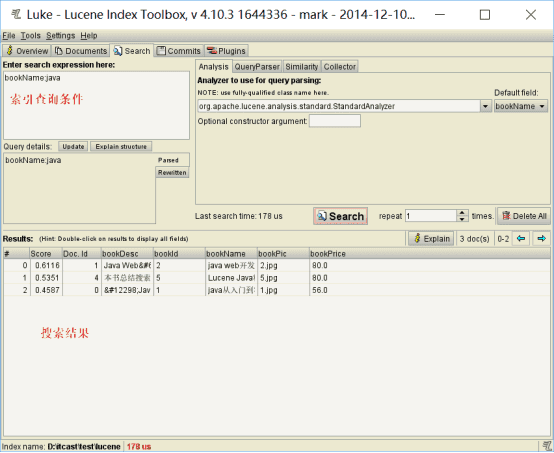 Luke - Lucene Index Toolbox, v 4.10.3 1644336 - mark - 2014-12-10...
File Tools Settings Help
Overview Documents Search Commits Plugins
Enter search expression here:
bookName:java
索引查询条件
Query details: Update Explain structure
bookName:java
Parsed
Rewritten
Analysis QueryParser Similarity Collector
Analyzer to use for query parsing:
NOTE: use fully-qualified class name here.
Default field:
org.apache.lucene.analysis.standard.StandardAnalyzer
bookName
Optional constructor argument:
Last search time: 178 us Search repeat 1 times. Delete All
Results: (Hint: Double-click on results to display all fields) Explain 3 doc(s) 0-2
# Score Doc. Id bookDesc bookId bookName bookPic bookPrice
0 0.6116 1 Java Web&#6 2 java web开发 2.jpg 80.0
1 0.5351 4 本书总结搜索 5 Lucene Java 5.jpg 80.0
2 0.4587 0 &#12298;Jav 1 java从入门到 1.jpg 56.0
搜索结果
Index name: D:\itcast\test\lucene 178 us